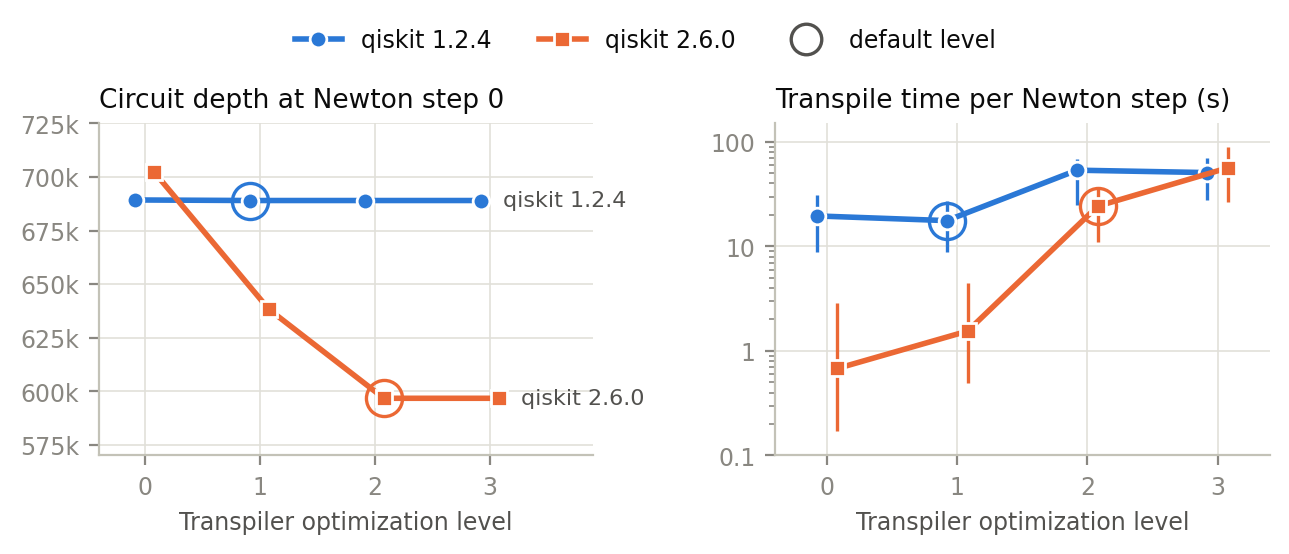 qiskit 1.2.4 qiskit 2.6.0 default level
Circuit depth at Newton step 0
725k
700k
675k
650k
625k
600k
575k
qiskit 1.2.4
qiskit 2.6.0
0 1 2 3
Transpiler optimization level
Transpile time per Newton step (s)
100
10
1
0.1
0 1 2 3
Transpiler optimization level